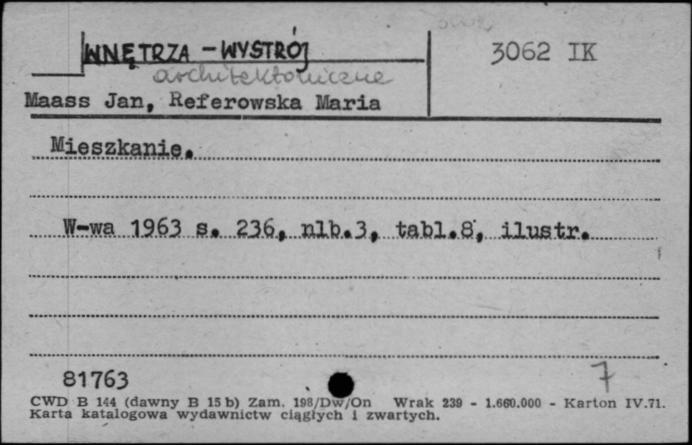 WNĘTRZA - WYSTRÓJ
3062 IK
architektoniczne
Maass Jan, Referowska Maria
Mieszkanie.
W-wa 1963 s. 236, nlb.3, tabl.8, ilustr.
81763
7
CWD B 144 (dawny B 15 b) Zam. 198/Dw/On Wrak 239 - 1.660.000 - Karton IV.71.
Karta katalogowa wydawnictw ciągłych i zwartych.